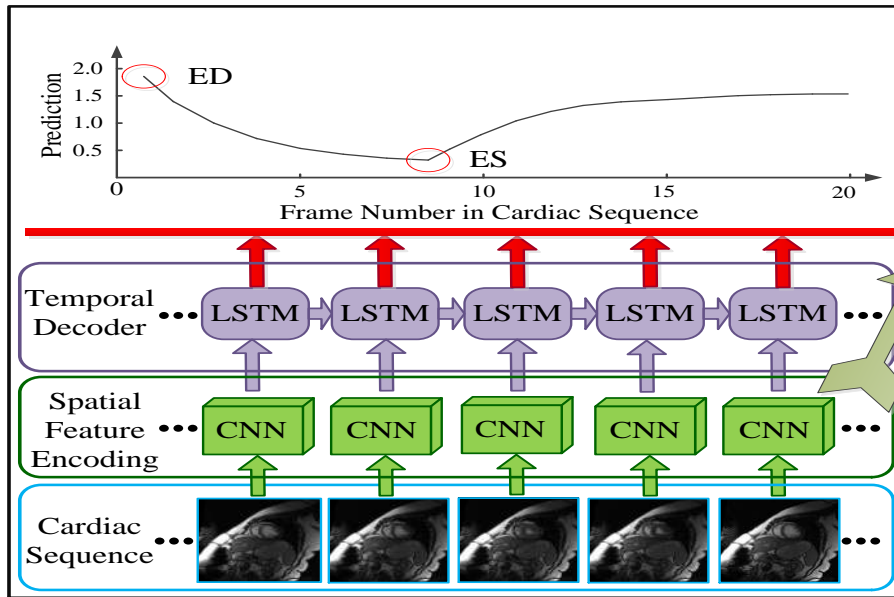 2.0
1.5
1.0
0.5
Prediction
ED
ES
0 5 10 15 20
Frame Number in Cardiac Sequence
Temporal
Decoder
LSTM LSTM LSTM LSTM LSTM
Spatial
Feature
Encoding
CNN CNN CNN CNN CNN
Cardiac
Sequence